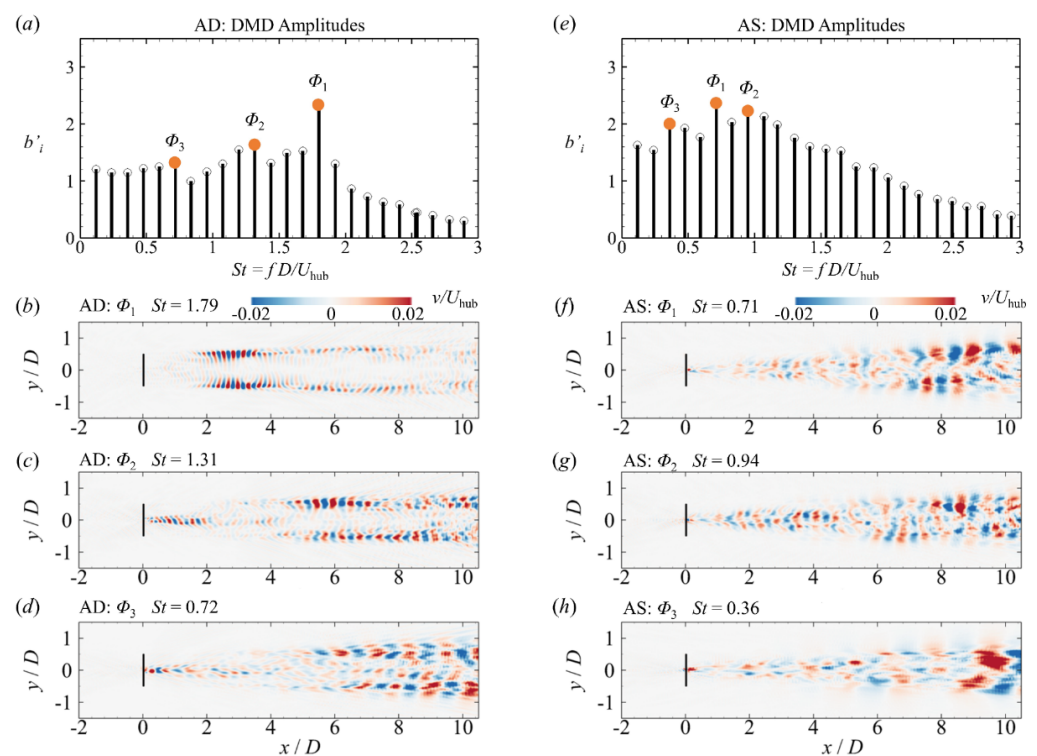 (a) AD: DMD Amplitudes
3
2
1
0
b'i
Φ1
Φ2
Φ3
0 0.5 1 1.5 2 2.5 3
St = f D/Uhub
(b) AD: Φ1 St = 1.79
-0.02 0 0.02
v/Uhub
1
0
-1
y / D
-2 0 2 4 6 8 10
(c) AD: Φ2 St = 1.31
1
0
-1
y / D
-2 0 2 4 6 8 10
(d) AD: Φ3 St = 0.72
1
0
-1
y / D
-2 0 2 4 6 8 10
x / D
(e) AS: DMD Amplitudes
3
2
1
0
b'i
Φ1
Φ2
Φ3
0 0.5 1 1.5 2 2.5 3
St = f D/Uhub
(f) AS: Φ1 St = 0.71
-0.02 0 0.02
v/Uhub
1
0
-1
y / D
-2 0 2 4 6 8 10
(g) AS: Φ2 St = 0.94
1
0
-1
y / D
-2 0 2 4 6 8 10
(h) AS: Φ3 St = 0.36
1
0
-1
y / D
-2 0 2 4 6 8 10
x / D